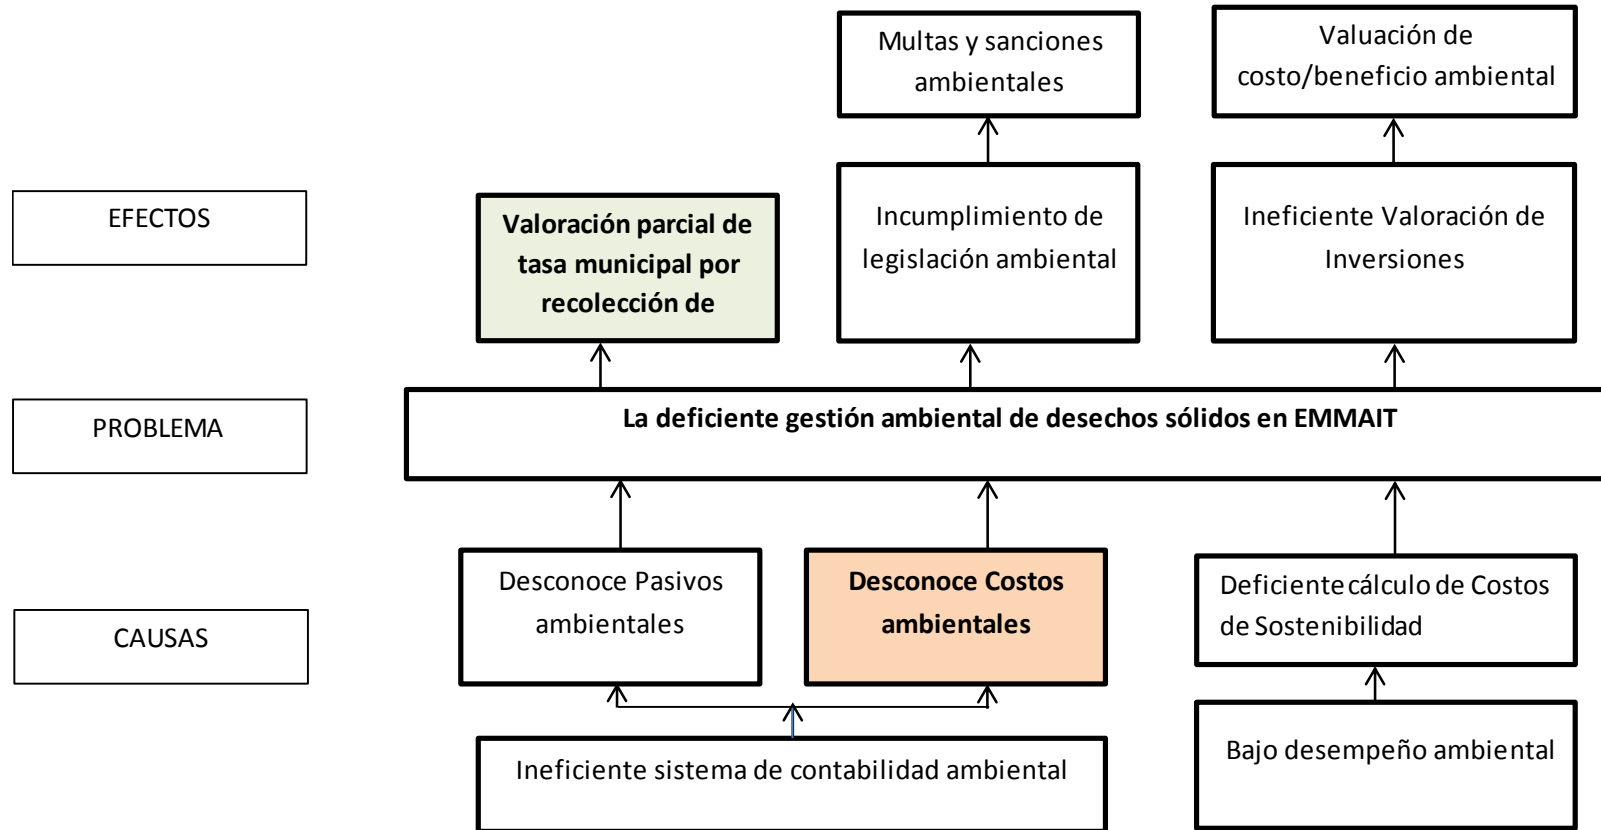 Multas y sanciones
ambientales
Valuación de
costo/beneficio ambiental
EFECTOS
Valoración parcial de
tasa municipal por
recolección de
Incumplimiento de
legislación ambiental
Ineficiente Valoración de
Inversiones
PROBLEMA
La deficiente gestión ambiental de desechos sólidos en EMMAIT
CAUSAS
Desconoce Pasivos
ambientales
Desconoce Costos
ambientales
Deficiente cálculo de Costos
de Sostenibilidad
Ineficiente sistema de contabilidad ambiental
Bajo desempeño ambiental